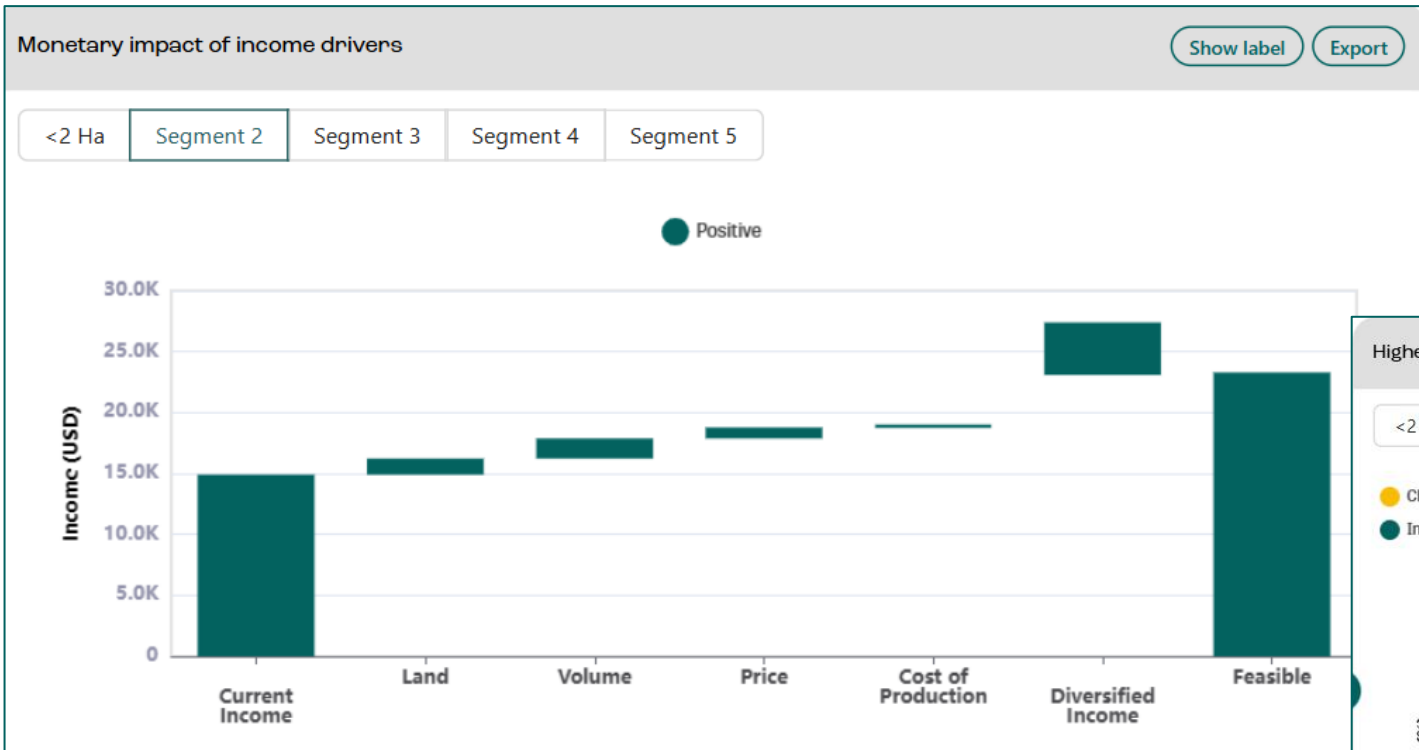 Monetary impact of income drivers
Show label
Export
<2 Ha
Segment 2
Segment 3
Segment 4
Segment 5
Positive
30.0K
25.0K
20.0K
15.0K
10.0K
5.0K
0
Income (USD)
Current
Income
Land
Volume
Price
Cost of
Production
Diversified
Income
Feasible
<2